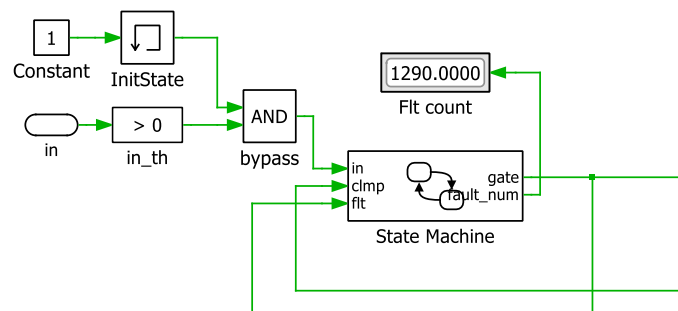 1
Constant
InitState
in
> 0
in_th
AND
bypass
1290.0000
Flt count
in
clmp
flt
gate
fault_num
State Machine